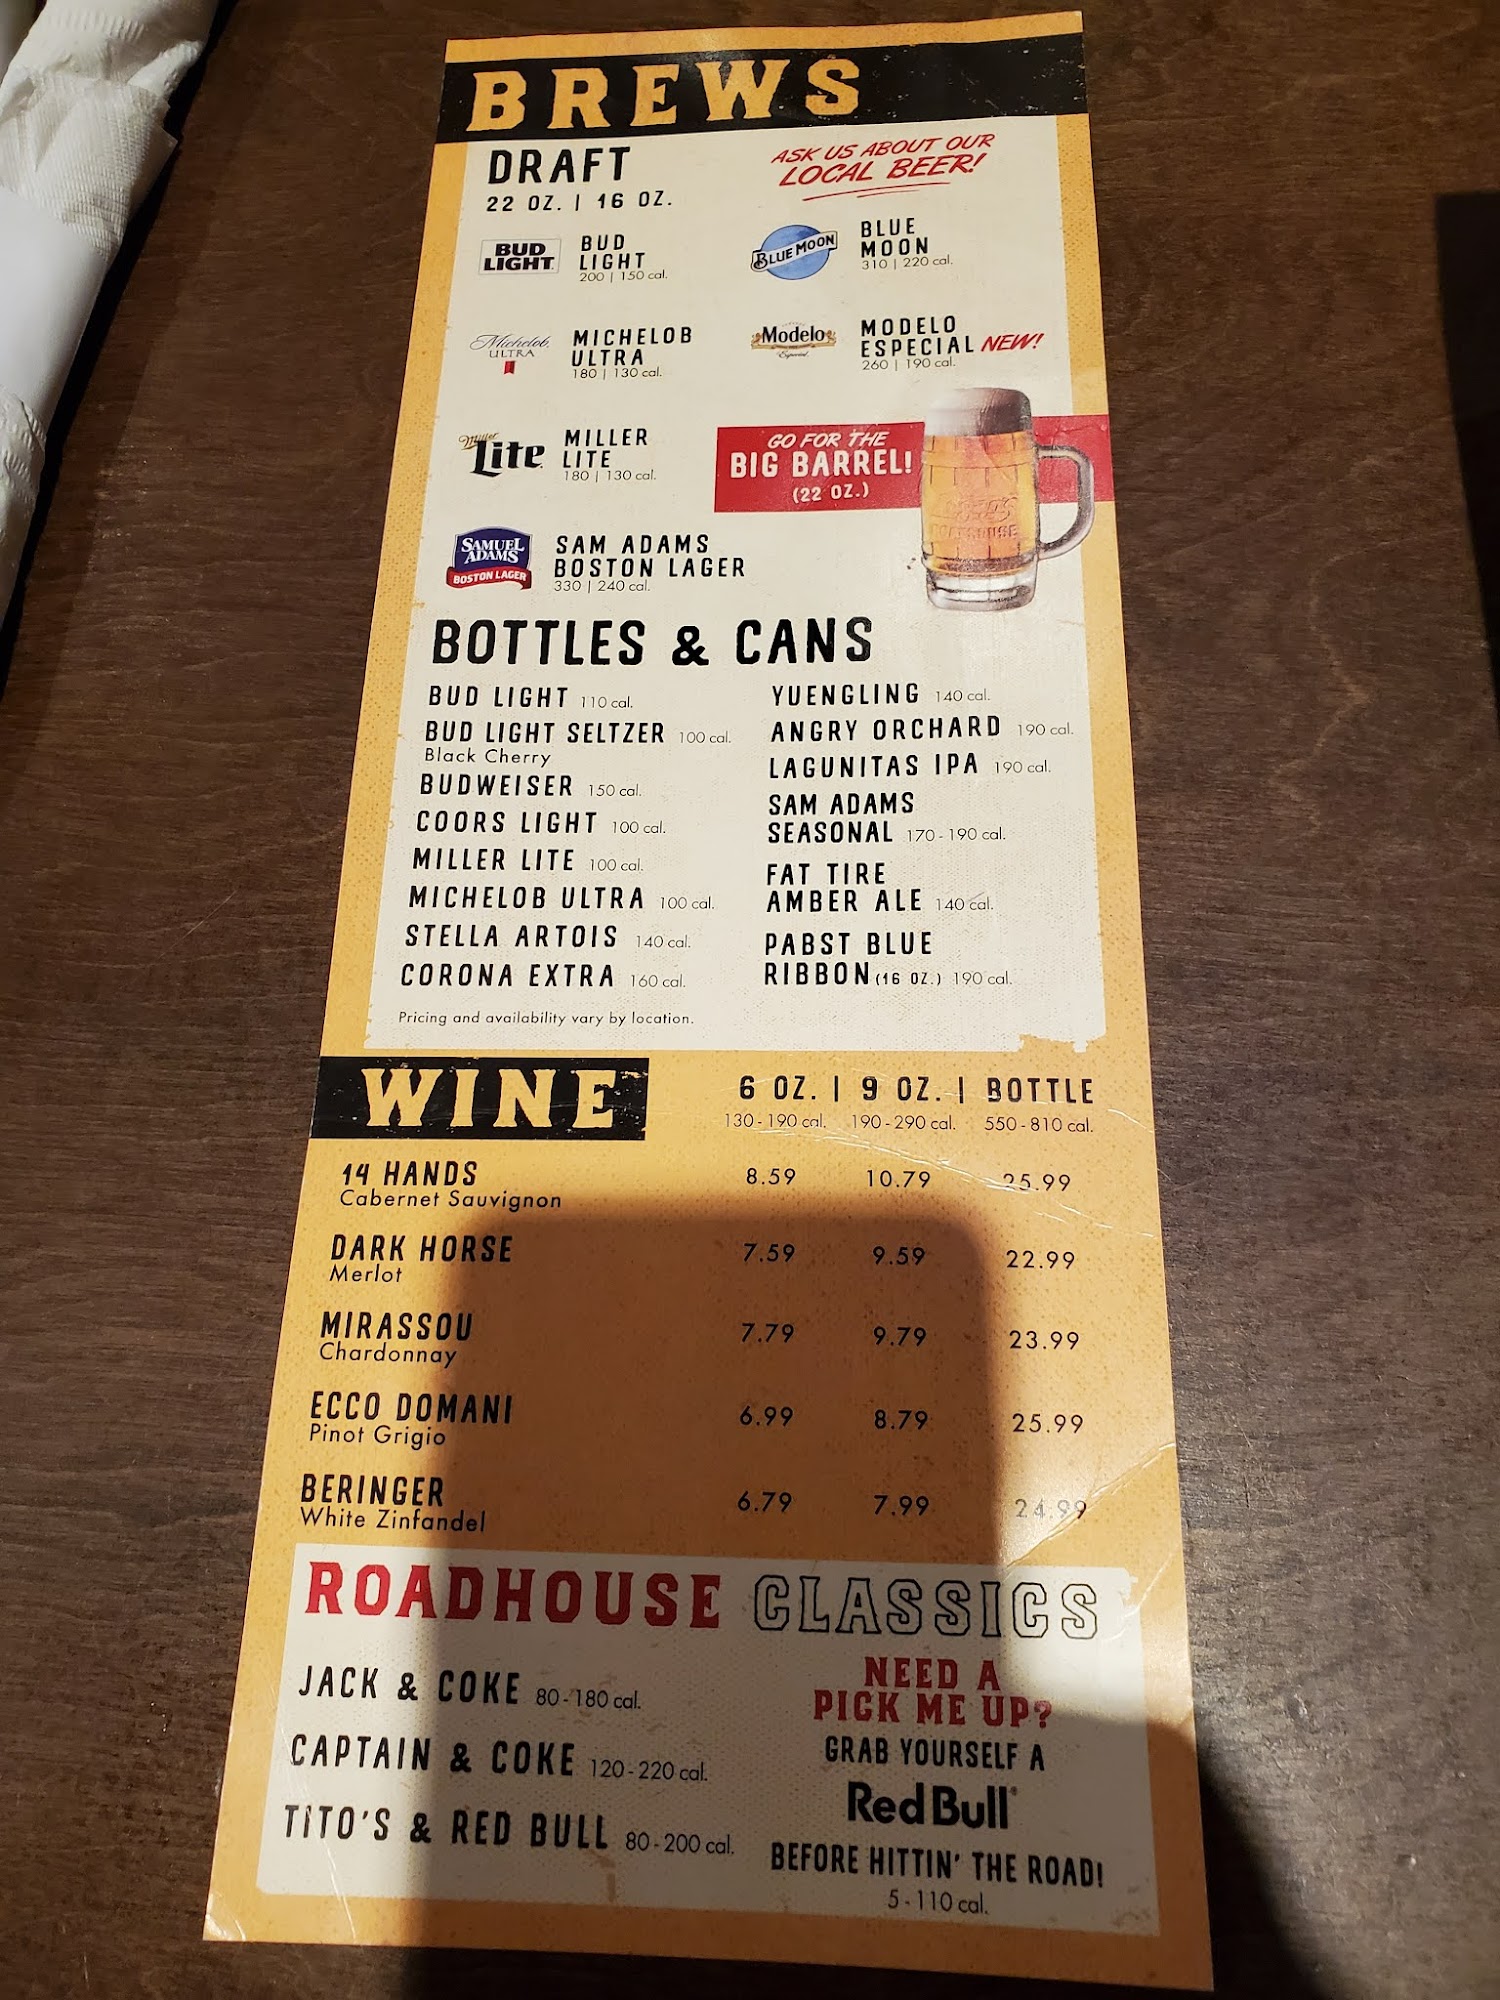 BREWS
DRAFT
22 OZ. | 16 OZ.
ASK US ABOUT OUR
LOCAL BEER!
BUD
LIGHT
BUD
LIGHT
200 | 150 cal.
BLUE MOON
BLUE
MOON
310 | 220 cal.
Michelob
ULTRA
MICHELOB
ULTRA
180 | 130 cal.
Modelo
Especial
MODELO
ESPECIAL NEW!
260 | 190 cal.
Miller
Lite
MILLER
LITE
180 | 130 cal.
GO FOR THE
BIG BARREL!
(22 OZ.)
SAMUEL
ADAMS
BOSTON LAGER
SAM ADAMS
BOSTON LAGER
330 | 240 cal.
BOTTLES & CANS
BUD LIGHT 110 cal.
BUD LIGHT SELTZER 100 cal.
Black Cherry
BUDWEISER 150 cal.
COORS LIGHT 100 cal.
MILLER LITE 100 cal.
MICHELOB ULTRA 100 cal.
STELLA ARTOIS 140 cal.
CORONA EXTRA 160 cal.
YUENGLING 140 cal.
ANGRY ORCHARD 190 cal.
LAGUNITAS IPA 190 cal.
SAM ADAMS
SEASONAL 170-190 cal.
FAT TIRE
AMBER ALE 140 cal.
PABST BLUE
RIBBON (16 OZ.) 190 cal.
Pricing and availability vary by location.
WINE
6 OZ. | 9 OZ. | BOTTLE
130-190 cal. 190-290 cal. 550-810 cal.
14 HANDS 8.59 10.79 25.99
Cabernet Sauvignon
DARK HORSE 7.59 9.59 22.99
Merlot
MIRASSOU 7.79 9.79 23.99
Chardonnay
ECCO DOMANI 6.99 8.79 25.99
Pinot Grigio
BERINGER 6.79 7.99 24.99
White Zinfandel
ROADHOUSE CLASSICS
JACK & COKE 80-180 cal.
CAPTAIN & COKE 120-220 cal.
TITO'S & RED BULL 80-200 cal.
NEED A
PICK ME UP?
GRAB YOURSELF A
Red Bull®
BEFORE HITTIN' THE ROAD!
5-110 cal.